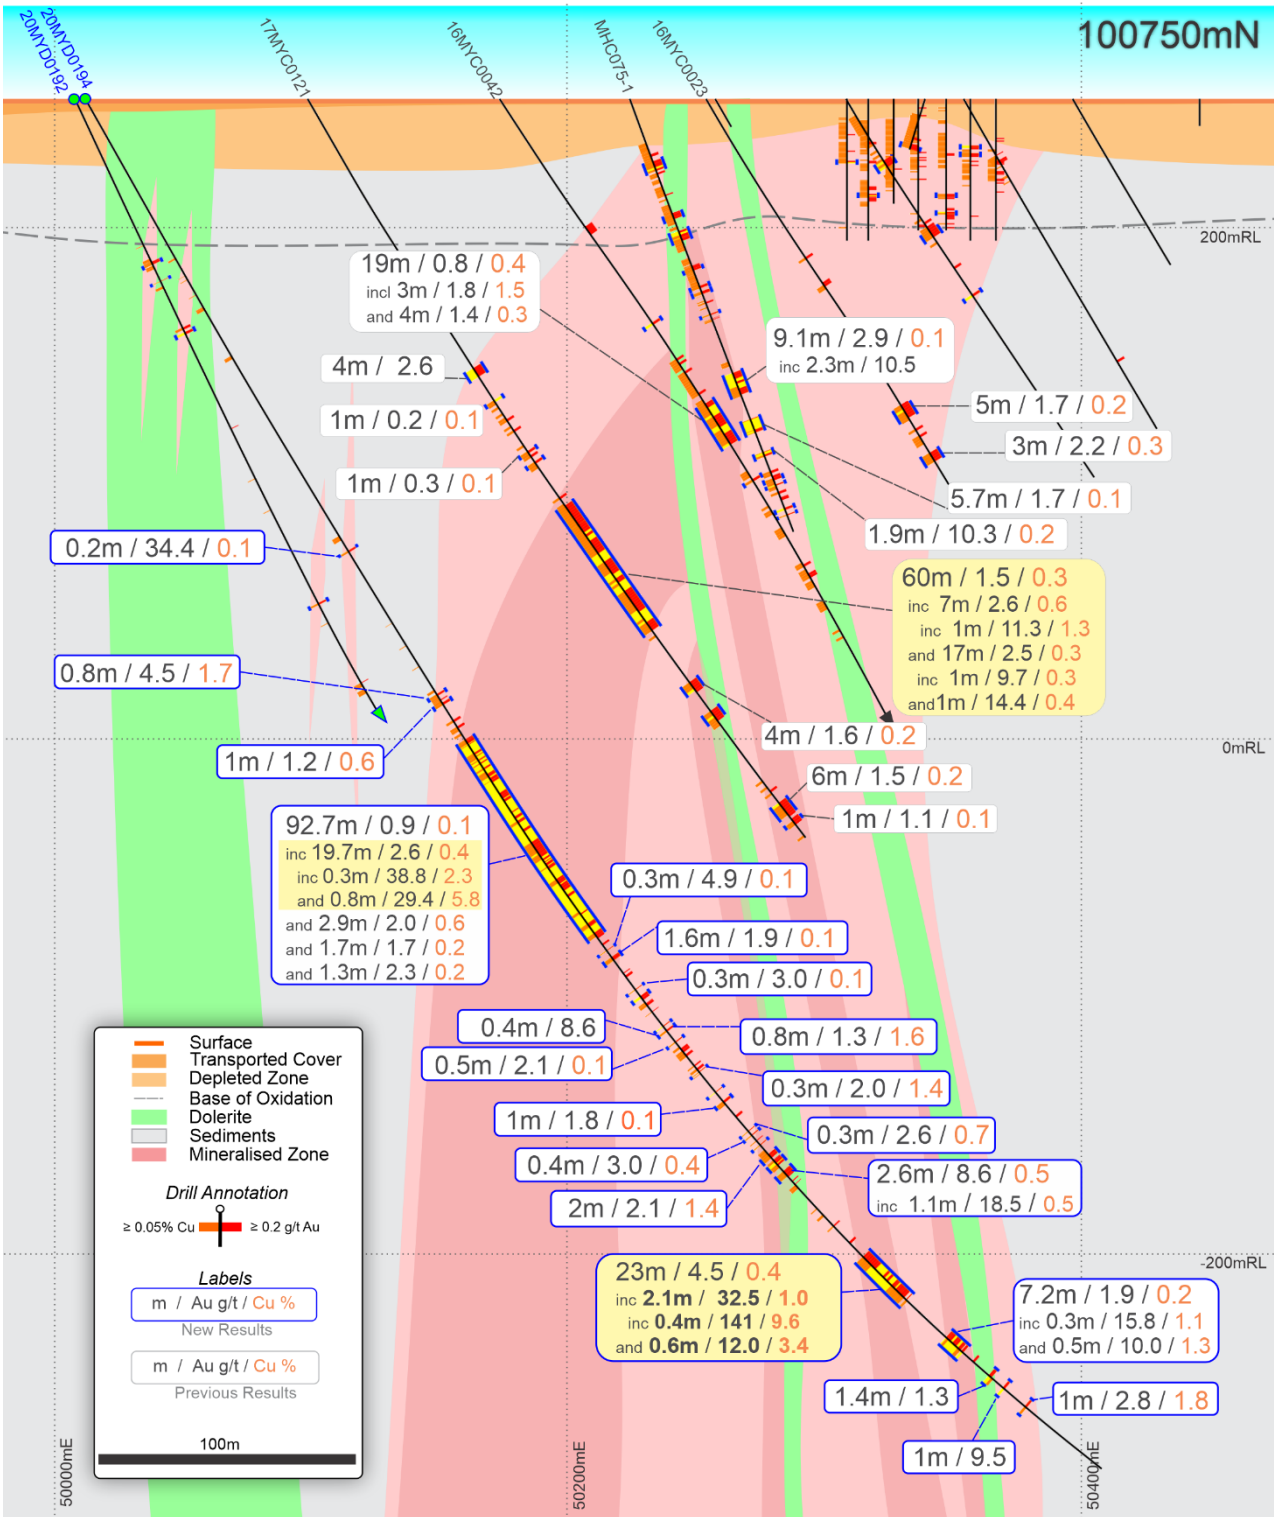 100750mN
20MYD0192
20MYD0194
17MYC0121
16MYC0042
MHC075-1
16MYC0023
200mRL
19m / 0.8 / 0.4
incl 3m / 1.8 / 1.5
and 4m / 1.4 / 0.3
9.1m / 2.9 / 0.1
inc 2.3m / 10.5
4m / 2.6
1m / 0.2 / 0.1
5m / 1.7 / 0.2
3m / 2.2 / 0.3
1m / 0.3 / 0.1
5.7m / 1.7 / 0.1
1.9m / 10.3 / 0.2
0.2m / 34.4 / 0.1
60m / 1.5 / 0.3
inc 7m / 2.6 / 0.6
inc 1m / 11.3 / 1.3
and 17m / 2.5 / 0.3
inc 1m / 9.7 / 0.3
and1m / 14.4 / 0.4
0.8m / 4.5 / 1.7
4m / 1.6 / 0.2
0mRL
1m / 1.2 / 0.6
6m / 1.5 / 0.2
1m / 1.1 / 0.1
92.7m / 0.9 / 0.1
inc 19.7m / 2.6 / 0.4
inc 0.3m / 38.8 / 2.3
and 0.8m / 29.4 / 5.8
and 2.9m / 2.0 / 0.6
and 1.7m / 1.7 / 0.2
and 1.3m / 2.3 / 0.2
0.3m / 4.9 / 0.1
1.6m / 1.9 / 0.1
0.3m / 3.0 / 0.1
0.4m / 8.6
0.8m / 1.3 / 1.6
0.5m / 2.1 / 0.1
0.3m / 2.0 / 1.4
1m / 1.8 / 0.1
0.3m / 2.6 / 0.7
0.4m / 3.0 / 0.4
2.6m / 8.6 / 0.5
inc 1.1m / 18.5 / 0.5
2m / 2.1 / 1.4
-200mRL
23m / 4.5 / 0.4
inc 2.1m / 32.5 / 1.0
inc 0.4m / 141 / 9.6
and 0.6m / 12.0 / 3.4
7.2m / 1.9 / 0.2
inc 0.3m / 15.8 / 1.1
and 0.5m / 10.0 / 1.3
1.4m / 1.3
1m / 2.8 / 1.8
1m / 9.5
Surface
Transported Cover
Depleted Zone
Base of Oxidation
Dolerite
Sediments
Mineralised Zone
Drill Annotation
≥ 0.05% Cu
≥ 0.2 g/t Au
Labels
m / Au g/t / Cu %
New Results
m / Au g/t / Cu %
Previous Results
100m
50000mE
50200mE
50400mE